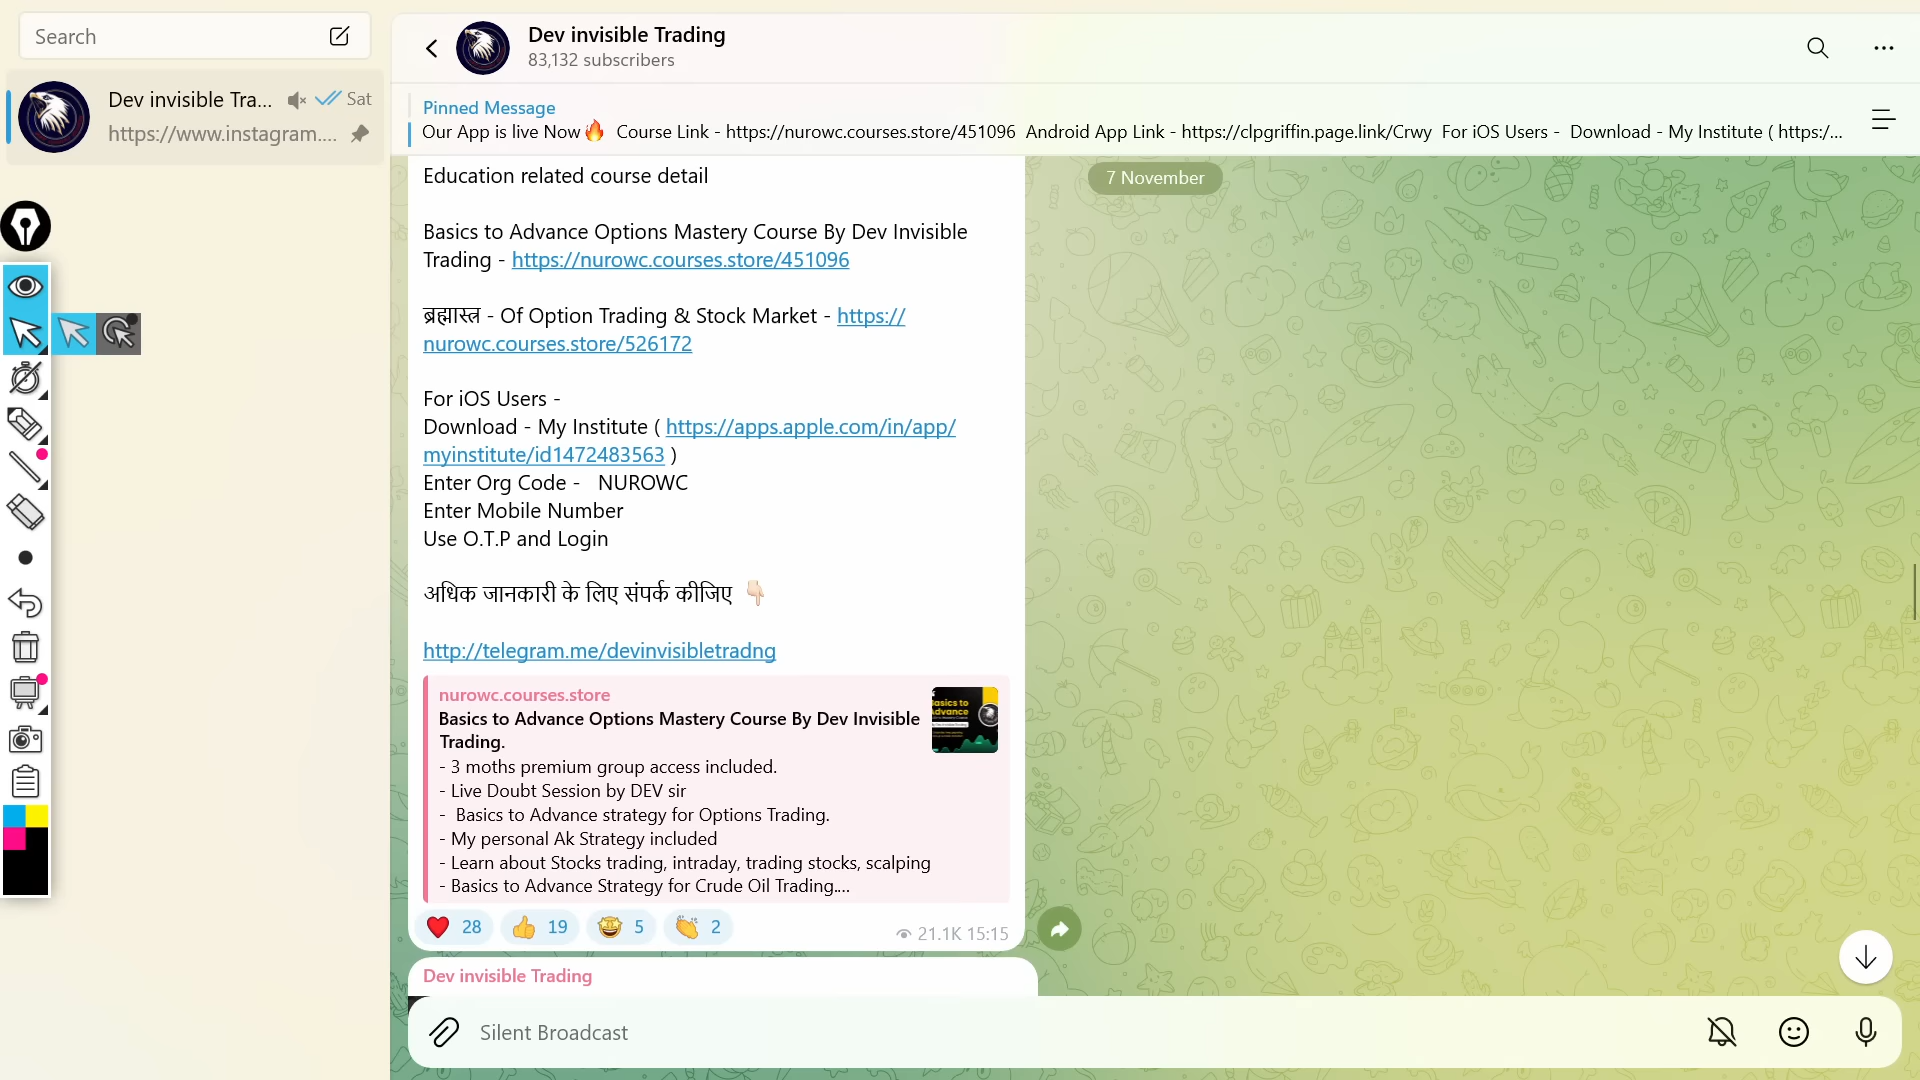 Search
Dev invisible Tra... Sat
https://www.instagram....
Dev invisible Trading
83,132 subscribers
Pinned Message
Our App is live Now🔥 Course Link - https://nurowc.courses.store/451096 Android App Link - https://clpgriffin.page.link/Crwy For iOS Users - Download - My Institute ( https:/...
7 November
Education related course detail
Basics to Advance Options Mastery Course By Dev Invisible
Trading - https://nurowc.courses.store/451096
ब्रह्मास्त्र - Of Option Trading & Stock Market - https://
nurowc.courses.store/526172
For iOS Users -
Download - My Institute ( https://apps.apple.com/in/app/
myinstitute/id1472483563 )
Enter Org Code - NUROWC
Enter Mobile Number
Use O.T.P and Login
अधिक जानकारी के लिए संपर्क कीजिए 👇🏻
http://telegram.me/devinvisibletradng
nurowc.courses.store
Basics to Advance Options Mastery Course By Dev Invisible
Trading.
- 3 moths premium group access included.
- Live Doubt Session by DEV sir
- Basics to Advance strategy for Options Trading.
- My personal Ak Strategy included
- Learn about Stocks trading, intraday, trading stocks, scalping
- Basics to Advance Strategy for Crude Oil Trading....
❤️ 28 👍 19 🤩 5 👏 2
21.1K 15:15
Dev invisible Trading
Silent Broadcast